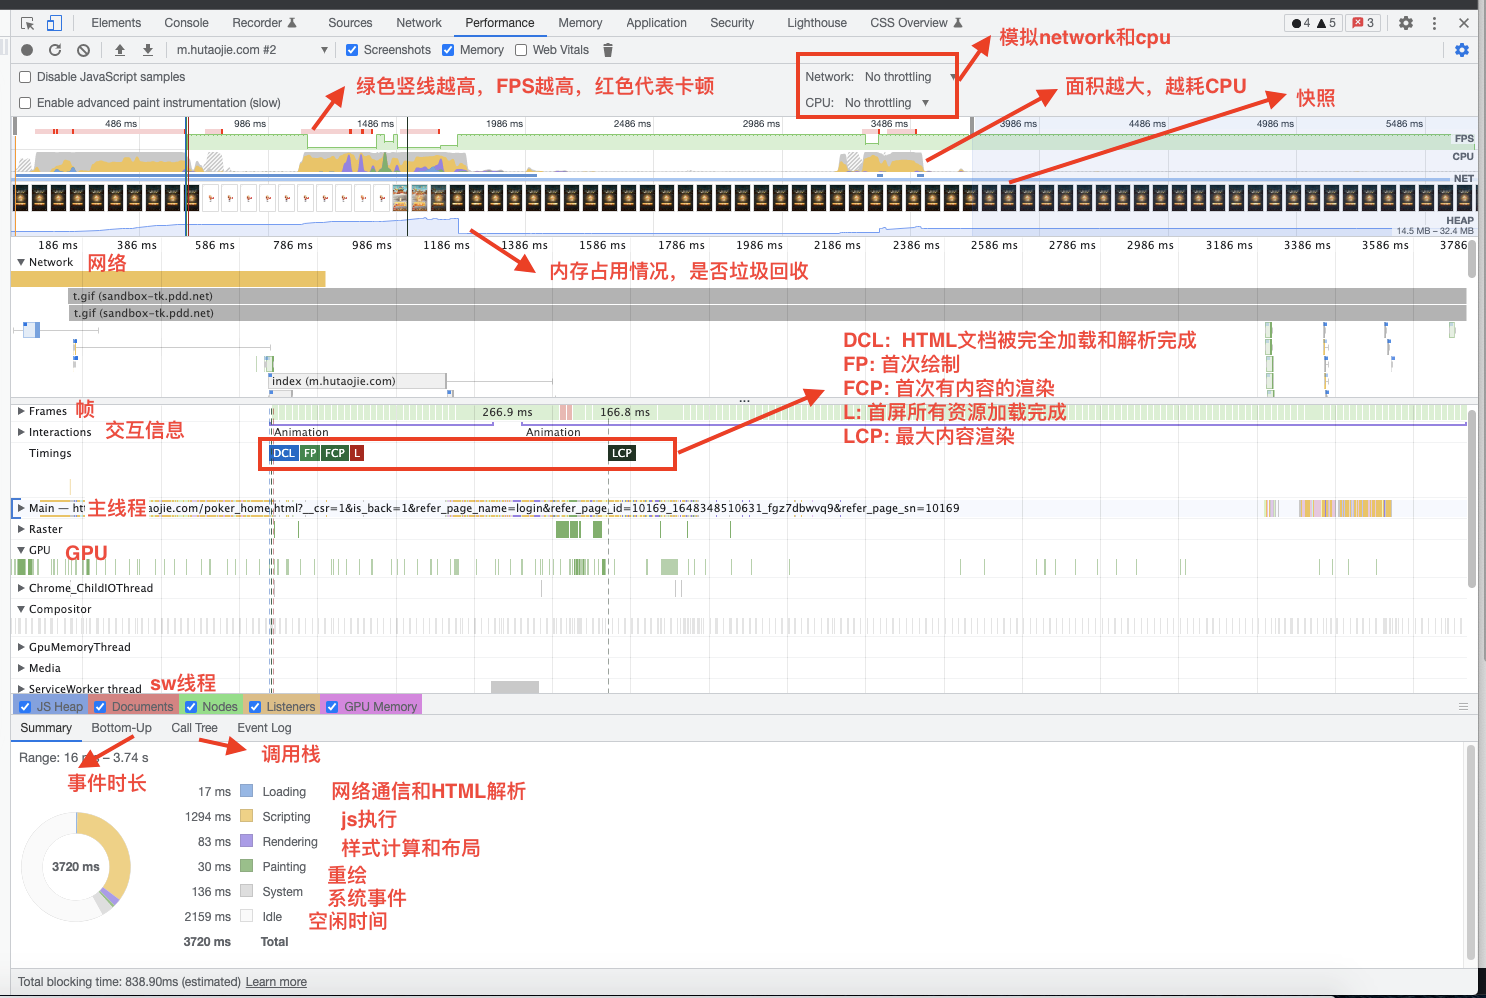 Elements Console Recorder Sources Network Performance Memory Application Security Lighthouse CSS Overview 4 5 3
m.hutaojie.com #2 Screenshots Memory Web Vitals
模拟network和cpu
Disable JavaScript samples
Network: No throttling
绿色竖线越高，FPS越高，红色代表卡顿
面积越大，越耗CPU
快照
Enable advanced paint instrumentation (slow)
CPU: No throttling
486 ms 986 ms 1486 ms 1986 ms 2486 ms 2986 ms 3486 ms 3986 ms 4486 ms 4986 ms 5486 ms
FPS
CPU
NET
HEAP
14.5 MB – 32.4 MB
186 ms 386 ms 586 ms 786 ms 986 ms 1186 ms 1386 ms 1586 ms 1786 ms 1986 ms 2186 ms 2386 ms 2586 ms 2786 ms 2986 ms 3186 ms 3386 ms 3586 ms 3786
Network 网络
内存占用情况，是否垃圾回收
t.gif (sandbox-tk.pdd.net)
t.gif (sandbox-tk.pdd.net)
DCL：HTML文档被完全加载和解析完成
FP: 首次绘制
FCP: 首次有内容的渲染
L: 首屏所有资源加载完成
LCP: 最大内容渲染
index (m.hutaojie.com)
Frames 帧 266.9 ms 166.8 ms
Interactions 交互信息 Animation Animation
Timings DCL FP FCP L LCP
Main — ht 主线程 aojie.com/poker_home.html?__csr=1&is_back=1&refer_page_name=login&refer_page_id=10169_1648348510631_fgz7dbwvq9&refer_page_sn=10169
Raster
GPU GPU
Chrome_ChildIOThread
Compositor
GpuMemoryThread
Media
ServiceWorker thread sw线程
JS Heap Documents Nodes Listeners GPU Memory
Summary Bottom-Up Call Tree Event Log
Range: 16 – 3.74 s
调用栈
事件时长
17 ms Loading 网络通信和HTML解析
1294 ms Scripting js执行
83 ms Rendering 样式计算和布局
3720 ms
30 ms Painting 重绘
136 ms System 系统事件
2159 ms Idle 空闲时间
3720 ms Total
Total blocking time: 838.90ms (estimated) Learn more